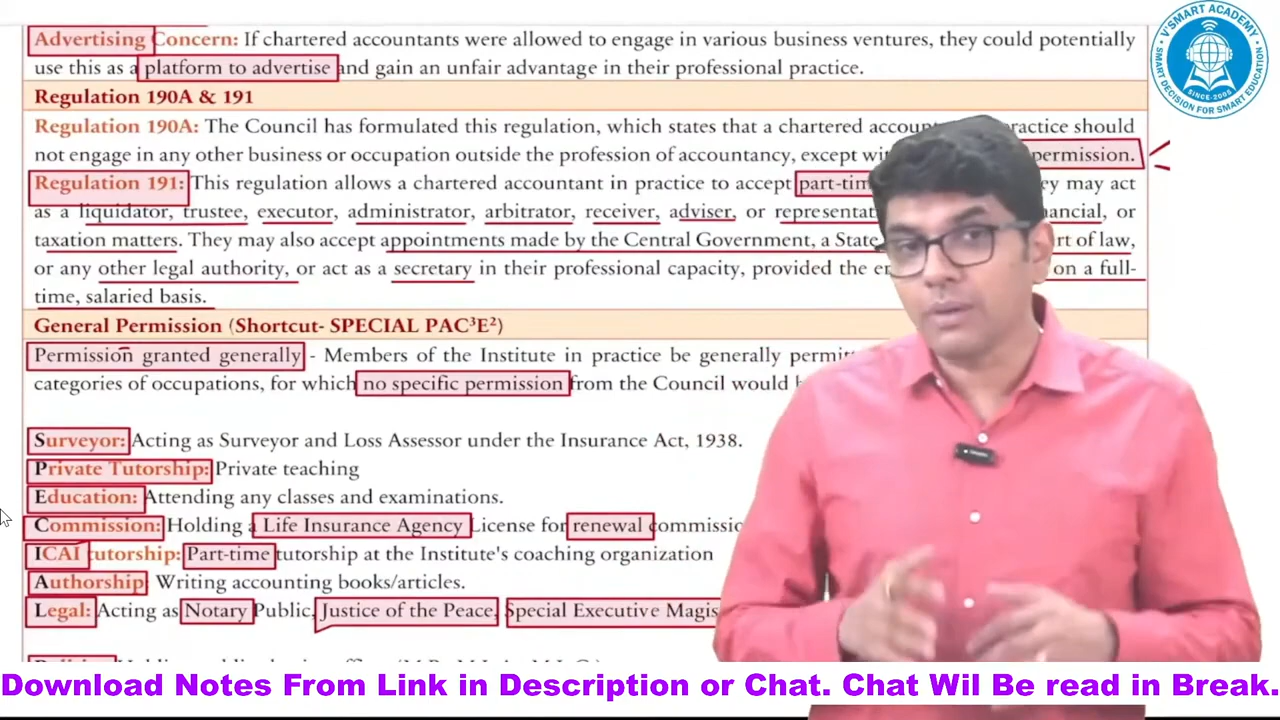 Advertising Concern: If chartered accountants were allowed to engage in various business ventures, they could potentially
use this as a platform to advertise and gain an unfair advantage in their professional practice.
Regulation 190A & 191
Regulation 190A: The Council has formulated this regulation, which states that a chartered practice should
not engage in any other business or occupation outside the profession of accountancy, except permission.
Regulation 191: This regulation allows a chartered accountant in practice to accept may act
as a liquidator, trustee, executor, administrator, arbitrator, receiver, adviser, or or
taxation matters. They may also accept appointments made by the Central Government, a State of law,
or any other legal authority, or act as a secretary in their professional capacity, provided the on a full-
time, salaried basis.
General Permission (Shortcut- SPECIAL PAC³E²)
Permission granted generally - Members of the Institute in practice be generally
categories of occupations, for which no specific permission from the Council would
Surveyor: Acting as Surveyor and Loss Assessor under the Insurance Act, 1938.
Private Tutorship: Private teaching
Education: Attending any classes and examinations.
Commission: Holding a Life Insurance Agency License for renewal
ICAI tutorship: Part-time tutorship at the Institute's coaching organization
Authorship: Writing accounting books/articles.
Legal: Acting as Notary Public, Justice of the Peace, Special Executive
V'SMART ACADEMY
SINCE-2005
SMART DECISION FOR SMART EDUCATION
Download Notes From Link in Description or Chat. Chat Wil Be read in Break.